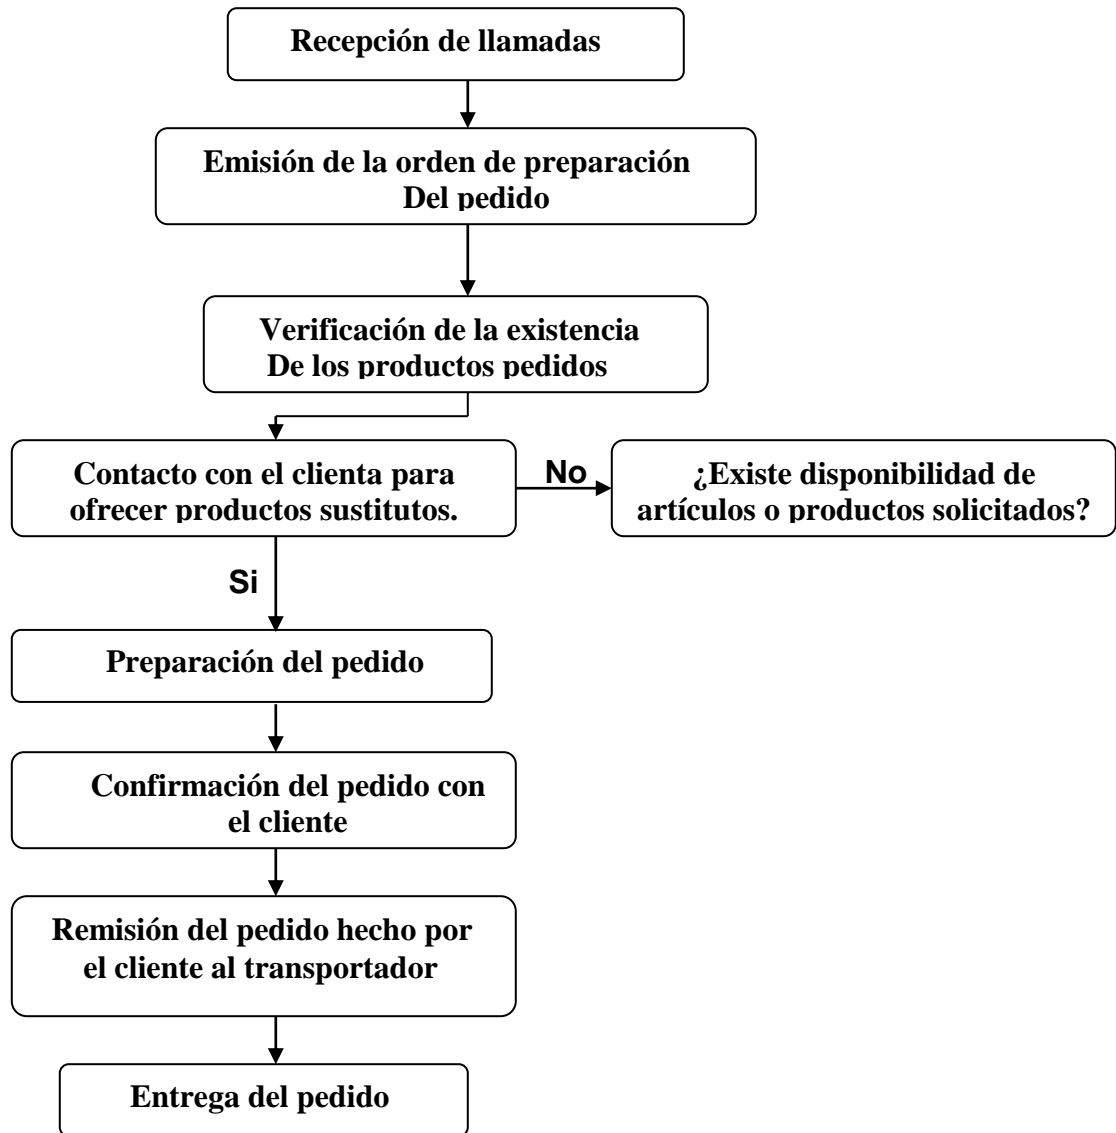 Recepción de llamadas
Emisión de la orden de preparación
Del pedido
Verificación de la existencia
De los productos pedidos
Contacto con el clienta para
ofrecer productos sustitutos.
No
¿Existe disponibilidad de
artículos o productos solicitados?
Si
Preparación del pedido
Confirmación del pedido con
el cliente
Remisión del pedido hecho por
el cliente al transportador
Entrega del pedido